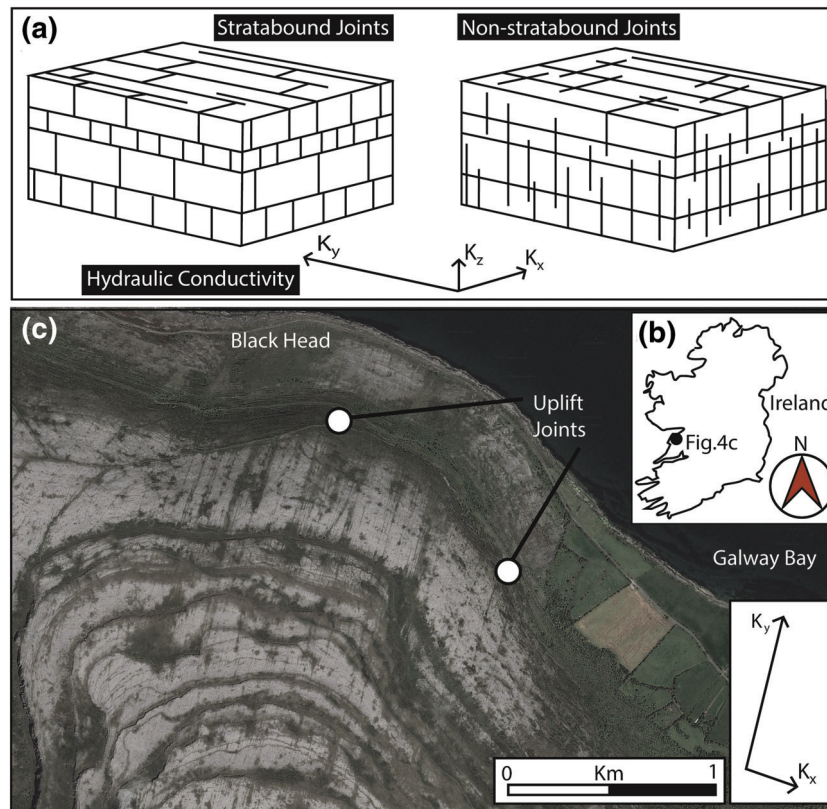 (a)
Stratabound Joints
Non-stratabound Joints
Ky
Kz
Kx
Hydraulic Conductivity
(c)
Black Head
Uplift
Joints
(b)
Ireland
Fig.4c
N
Galway Bay
Ky
Kx
0 Km 1